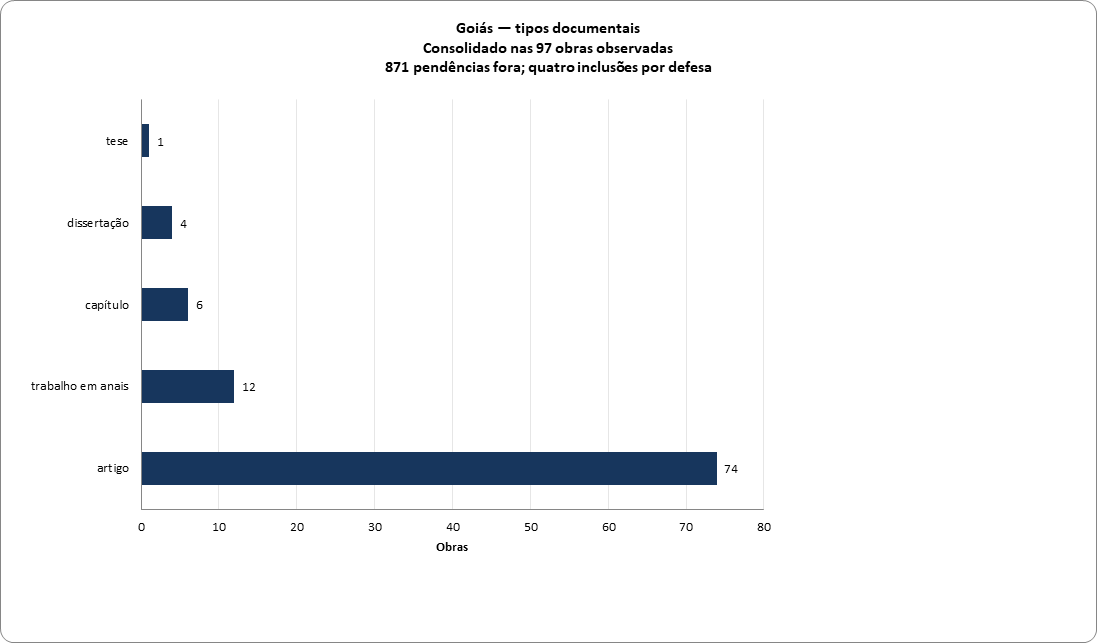 Goiás — tipos documentais
Consolidado nas 97 obras observadas
871 pendências fora; quatro inclusões por defesa
tese 1
dissertação 4
capítulo 6
trabalho em anais 12
artigo 74
0 10 20 30 40 50 60 70 80
Obras